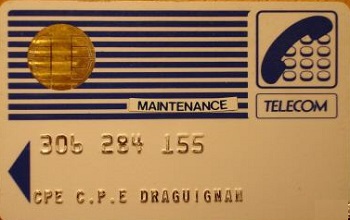 MAINTENANCE
TELECOM
306 284 155
CPE C.P.E DRAGUIGNAN